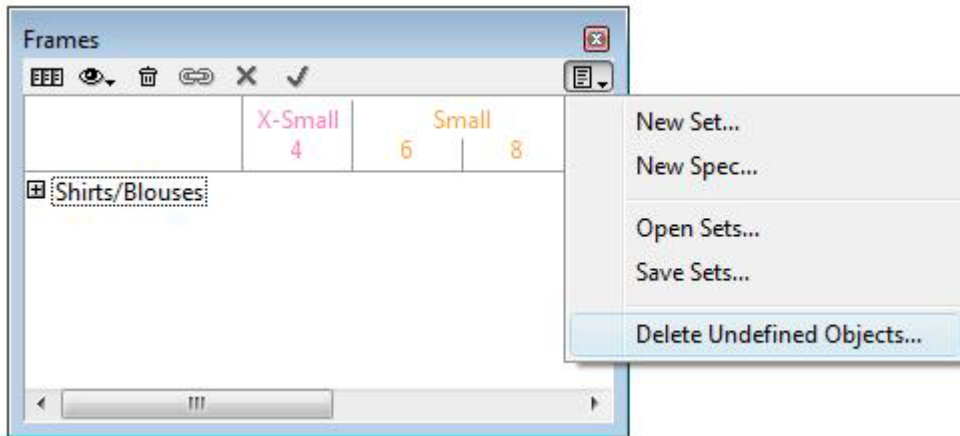 Frames
X-Small Small
4 6 8
Shirts/Blouses
New Set...
New Spec...
Open Sets...
Save Sets...
Delete Undefined Objects...